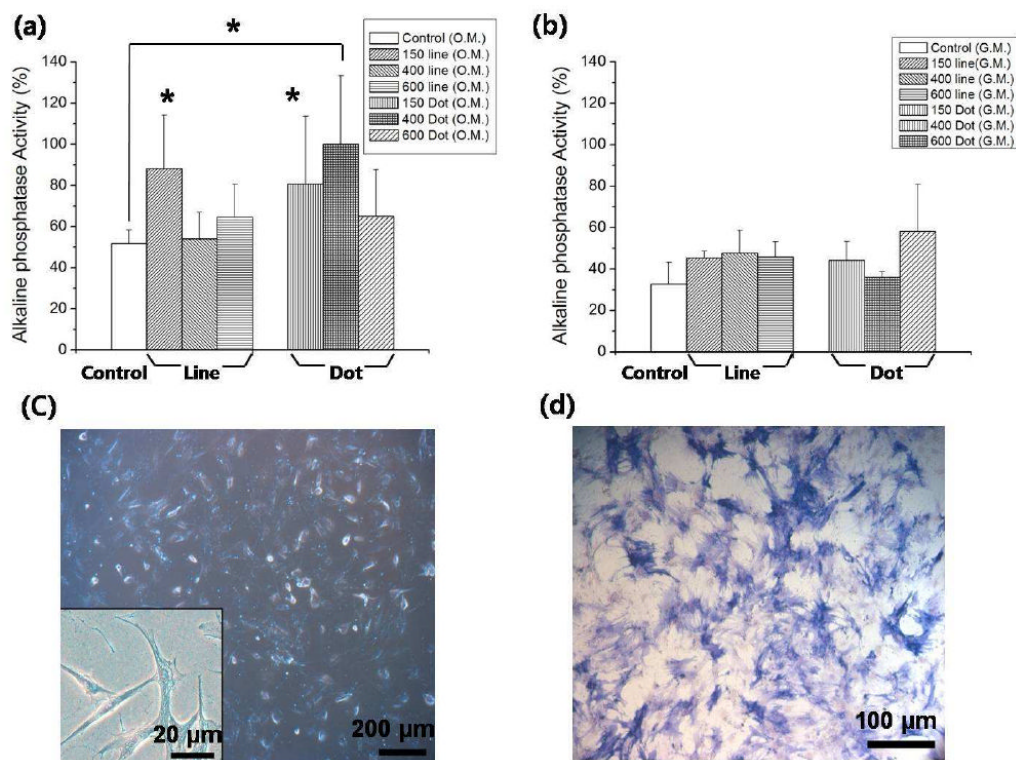 (a)
*
*
*
Control (O.M.)
150 line (O.M.)
400 line (O.M.)
600 line (O.M.)
150 Dot (O.M.)
400 Dot (O.M.)
600 Dot (O.M.)
Alkaline phosphatase Activity (%)
140
120
100
80
60
40
20
0
Control
Line
Dot
(b)
Control (G.M.)
150 line(G.M.)
400 line (G.M.)
600 line (G.M.)
150 Dot (G.M.)
400 Dot (G.M.)
600 Dot (G.M.)
Alkaline phosphatase Activity (%)
140
120
100
80
60
40
20
0
Control
Line
Dot
(C)
20 μm
200 μm
(d)
100 μm